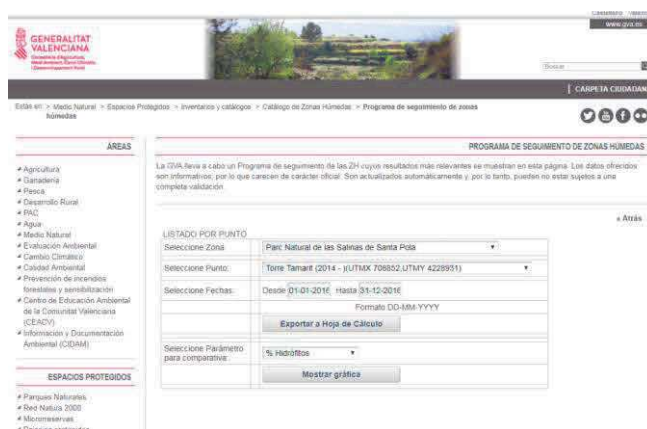 www.gva.es
GENERALITAT
VALENCIANA
Buscar
CARPETA CIUDADAN
Estás en: > Medio Natural > Espacios Protegidos > Inventarios y catálogos > Catálogo de Zonas Húmedas > Programa de seguimiento de zonas
húmedas
ÁREAS
PROGRAMA DE SEGUIMIENTO DE ZONAS HÚMEDAS
Agricultura
Ganadería
Pesca
Desarrollo Rural
PAC
Agua
Medio Natural
Evaluación Ambiental
Cambio Climático
Calidad Ambiental
Prevención de incendios
forestales y sensibilización
Centro de Educación Ambiental
de la Comunitat Valenciana
(CEACV)
Información y Documentación
Ambiental (CIDAM)
La GVA lleva a cabo un Programa de seguimiento de las ZH cuyos resultados más relevantes se muestran en esta página. Los datos ofrecidos
son informativos, por lo que carecen de carácter oficial. Son actualizados automáticamente y, por lo tanto, pueden no estar sujetos a una
completa validación.
« Atrás
LISTADO POR PUNTO
Seleccione Zona: Parc Natural de las Salinas de Santa Pola
Seleccione Punto: Torre Tamarit (2014 - )(UTMX 708852,UTMY 4228931)
Seleccione Fechas: Desde 01-01-2016 Hasta 31-12-2016
Formato DD-MM-YYYY
Exportar a Hoja de Cálculo
Seleccione Parámetro
para comparativa: % Hidrófitos
Mostrar gráfica
ESPACIOS PROTEGIDOS
Parques Naturales
Red Natura 2000
Microrreservas